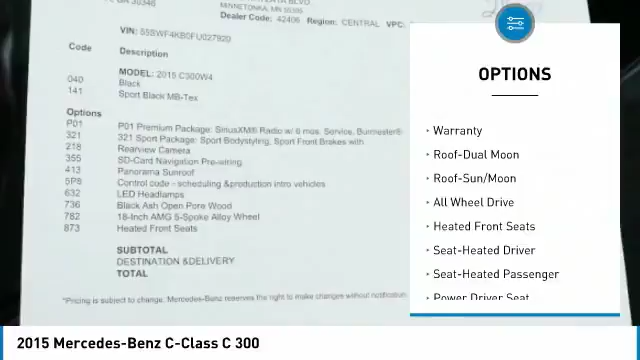 GA 30346
MINNETONKA, MN 55305
Dealer Code: 42406 Region: CENTRAL VPC:
VIN: 55SWF4KB0FU027920
Code Description
MODEL: 2015 C300W4
040 Black
141 Sport Black MB-Tex
Options
P01 P01 Premium Package: SiriusXM® Radio w/ 6 mos. Service, Burmester®
321 321 Sport Package: Sport Bodystyling, Sport Front Brakes with
218 Rearview Camera
355 SD-Card Navigation Pre-wiring
413 Panorama Sunroof
5P8 Control code - scheduling &production intro vehicles
632 LED Headlamps
736 Black Ash Open Pore Wood
782 18-Inch AMG 5-Spoke Alloy Wheel
873 Heated Front Seats
SUBTOTAL
DESTINATION &DELIVERY
TOTAL
*Pricing is subject to change. Mercedes-Benz reserves the right to make changes without notification.
OPTIONS
• Warranty
• Roof-Dual Moon
• Roof-Sun/Moon
• All Wheel Drive
• Heated Front Seats
• Seat-Heated Driver
• Seat-Heated Passenger
• Power Driver Seat
2015 Mercedes-Benz C-Class C 300